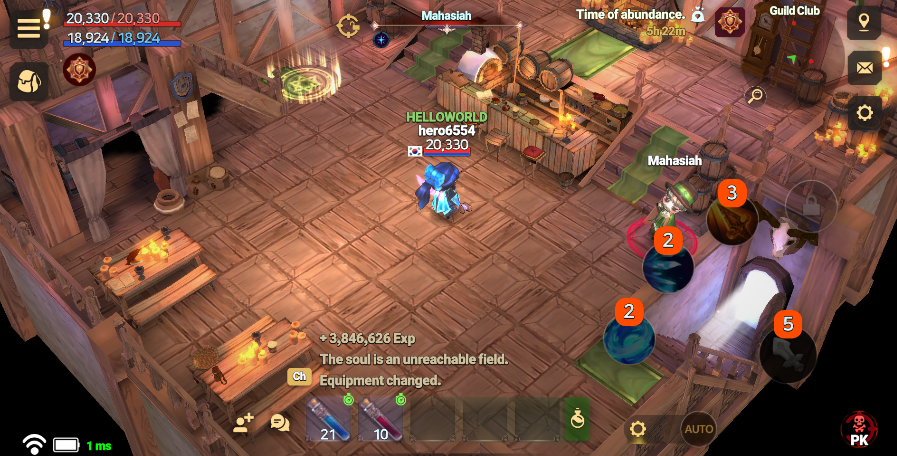 20,330/20,330
18,924/18,924
Mahasiah
Time of abundance.
5h 22m
Guild Club
HELLOWORLD
hero6554
20,330
Mahasiah
3
2
2
5
+ 3,846,626 Exp
The soul is an unreachable field.
Ch
Equipment changed.
21
10
AUTO
PK
1 ms